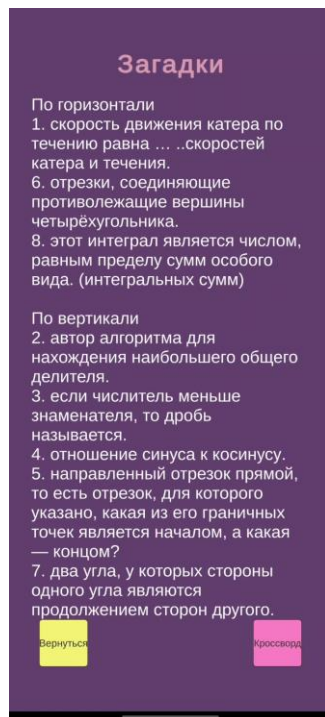 Загадки
По горизонтали
1. скорость движения катера по
течению равна … ..скоростей
катера и течения.
6. отрезки, соединяющие
противолежащие вершины
четырёхугольника.
8. этот интеграл является числом,
равным пределу сумм особого
вида. (интегральных сумм)
По вертикали
2. автор алгоритма для
нахождения наибольшего общего
делителя.
3. если числитель меньше
знаменателя, то дробь
называется.
4. отношение синуса к косинусу.
5. направленный отрезок прямой,
то есть отрезок, для которого
указано, какая из его граничных
точек является началом, а какая
— концом?
7. два угла, у которых стороны
одного угла являются
продолжением сторон другого.
Вернуться
Кроссворд